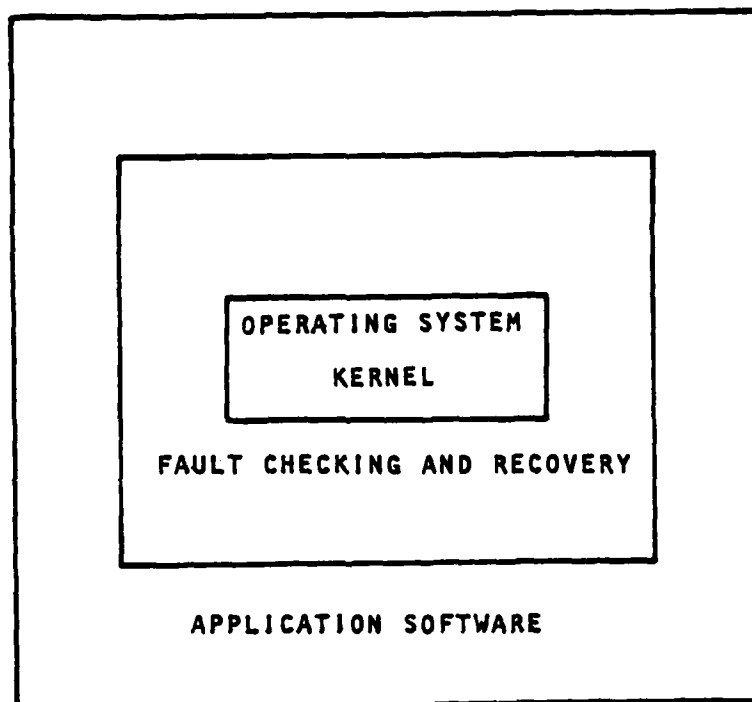 OPERATING SYSTEM
KERNEL
FAULT CHECKING AND RECOVERY
APPLICATION SOFTWARE